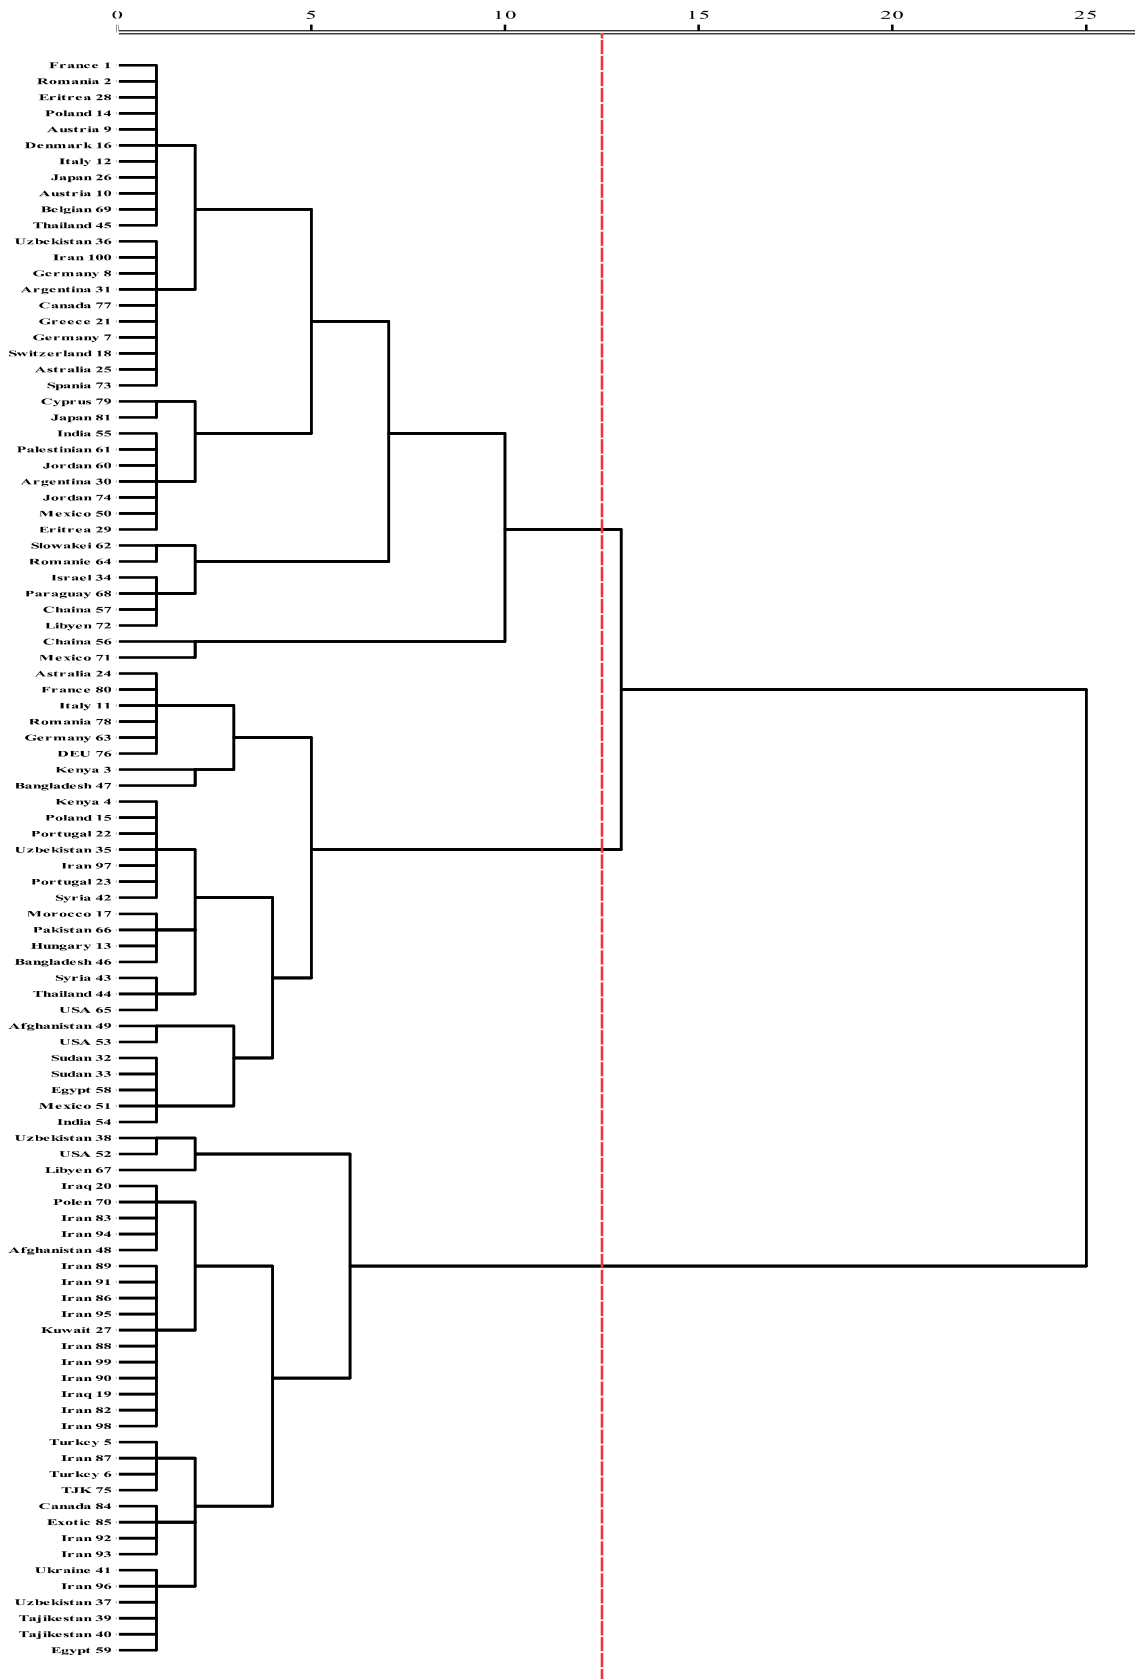 0 5 10 15 20 25
France 1
Romania 2
Eritrea 28
Poland 14
Austria 9
Denmark 16
Italy 12
Japan 26
Austria 10
Belgian 69
Thailand 45
Uzbekistan 36
Iran 100
Germany 8
Argentina 31
Canada 77
Greece 21
Germany 7
Switzerland 18
Astralia 25
Spania 73
Cyprus 79
Japan 81
India 55
Palestinian 61
Jordan 60
Argentina 30
Jordan 74
Mexico 50
Eritrea 29
Slowakei 62
Romanie 64
Israel 34
Paraguay 68
Chaina 57
Libyen 72
Chaina 56
Mexico 71
Astralia 24
France 80
Italy 11
Romania 78
Germany 63
DEU 76
Kenya 3
Bangladesh 47
Kenya 4
Poland 15
Portugal 22
Uzbekistan 35
Iran 97
Portugal 23
Syria 42
Morocco 17
Pakistan 66
Hungary 13
Bangladesh 46
Syria 43
Thailand 44
USA 65
Afghanistan 49
USA 53
Sudan 32
Sudan 33
Egypt 58
Mexico 51
India 54
Uzbekistan 38
USA 52
Libyen 67
Iraq 20
Polen 70
Iran 83
Iran 94
Afghanistan 48
Iran 89
Iran 91
Iran 86
Iran 95
Kuwait 27
Iran 88
Iran 99
Iran 90
Iraq 19
Iran 82
Iran 98
Turkey 5
Iran 87
Turkey 6
TJK 75
Canada 84
Exotic 85
Iran 92
Iran 93
Ukraine 41
Iran 96
Uzbekistan 37
Tajikestan 39
Tajikestan 40
Egypt 59